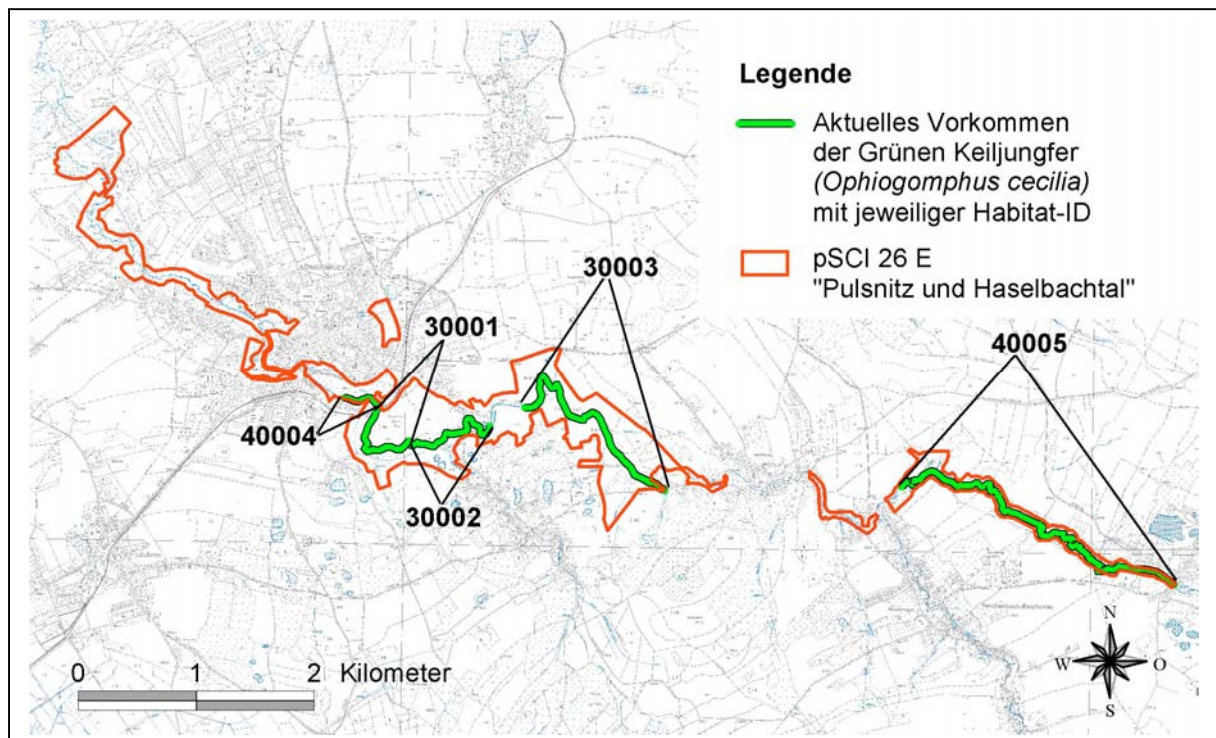 Legende
Aktuelles Vorkommen
der Grünen Keiljungfer
(Ophiogomphus cecilia)
mit jeweiliger Habitat-ID
pSCI 26 E
"Pulsnitz und Haselbachtal"
30003
30001
40005
40004
30002
0 1 2 Kilometer
N
W O
S